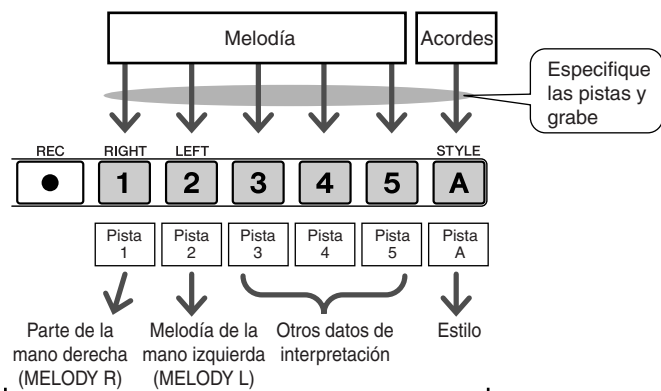 Melodía
Acordes
Especifique
las pistas y
grabe
REC
RIGHT
LEFT
STYLE
1
2
3
4
5
A
Pista
1
Pista
2
Pista
3
Pista
4
Pista
5
Pista
A
Parte de la
mano derecha
(MELODY R)
Melodía de la
mano izquierda
(MELODY L)
Otros datos de
interpretación
Estilo